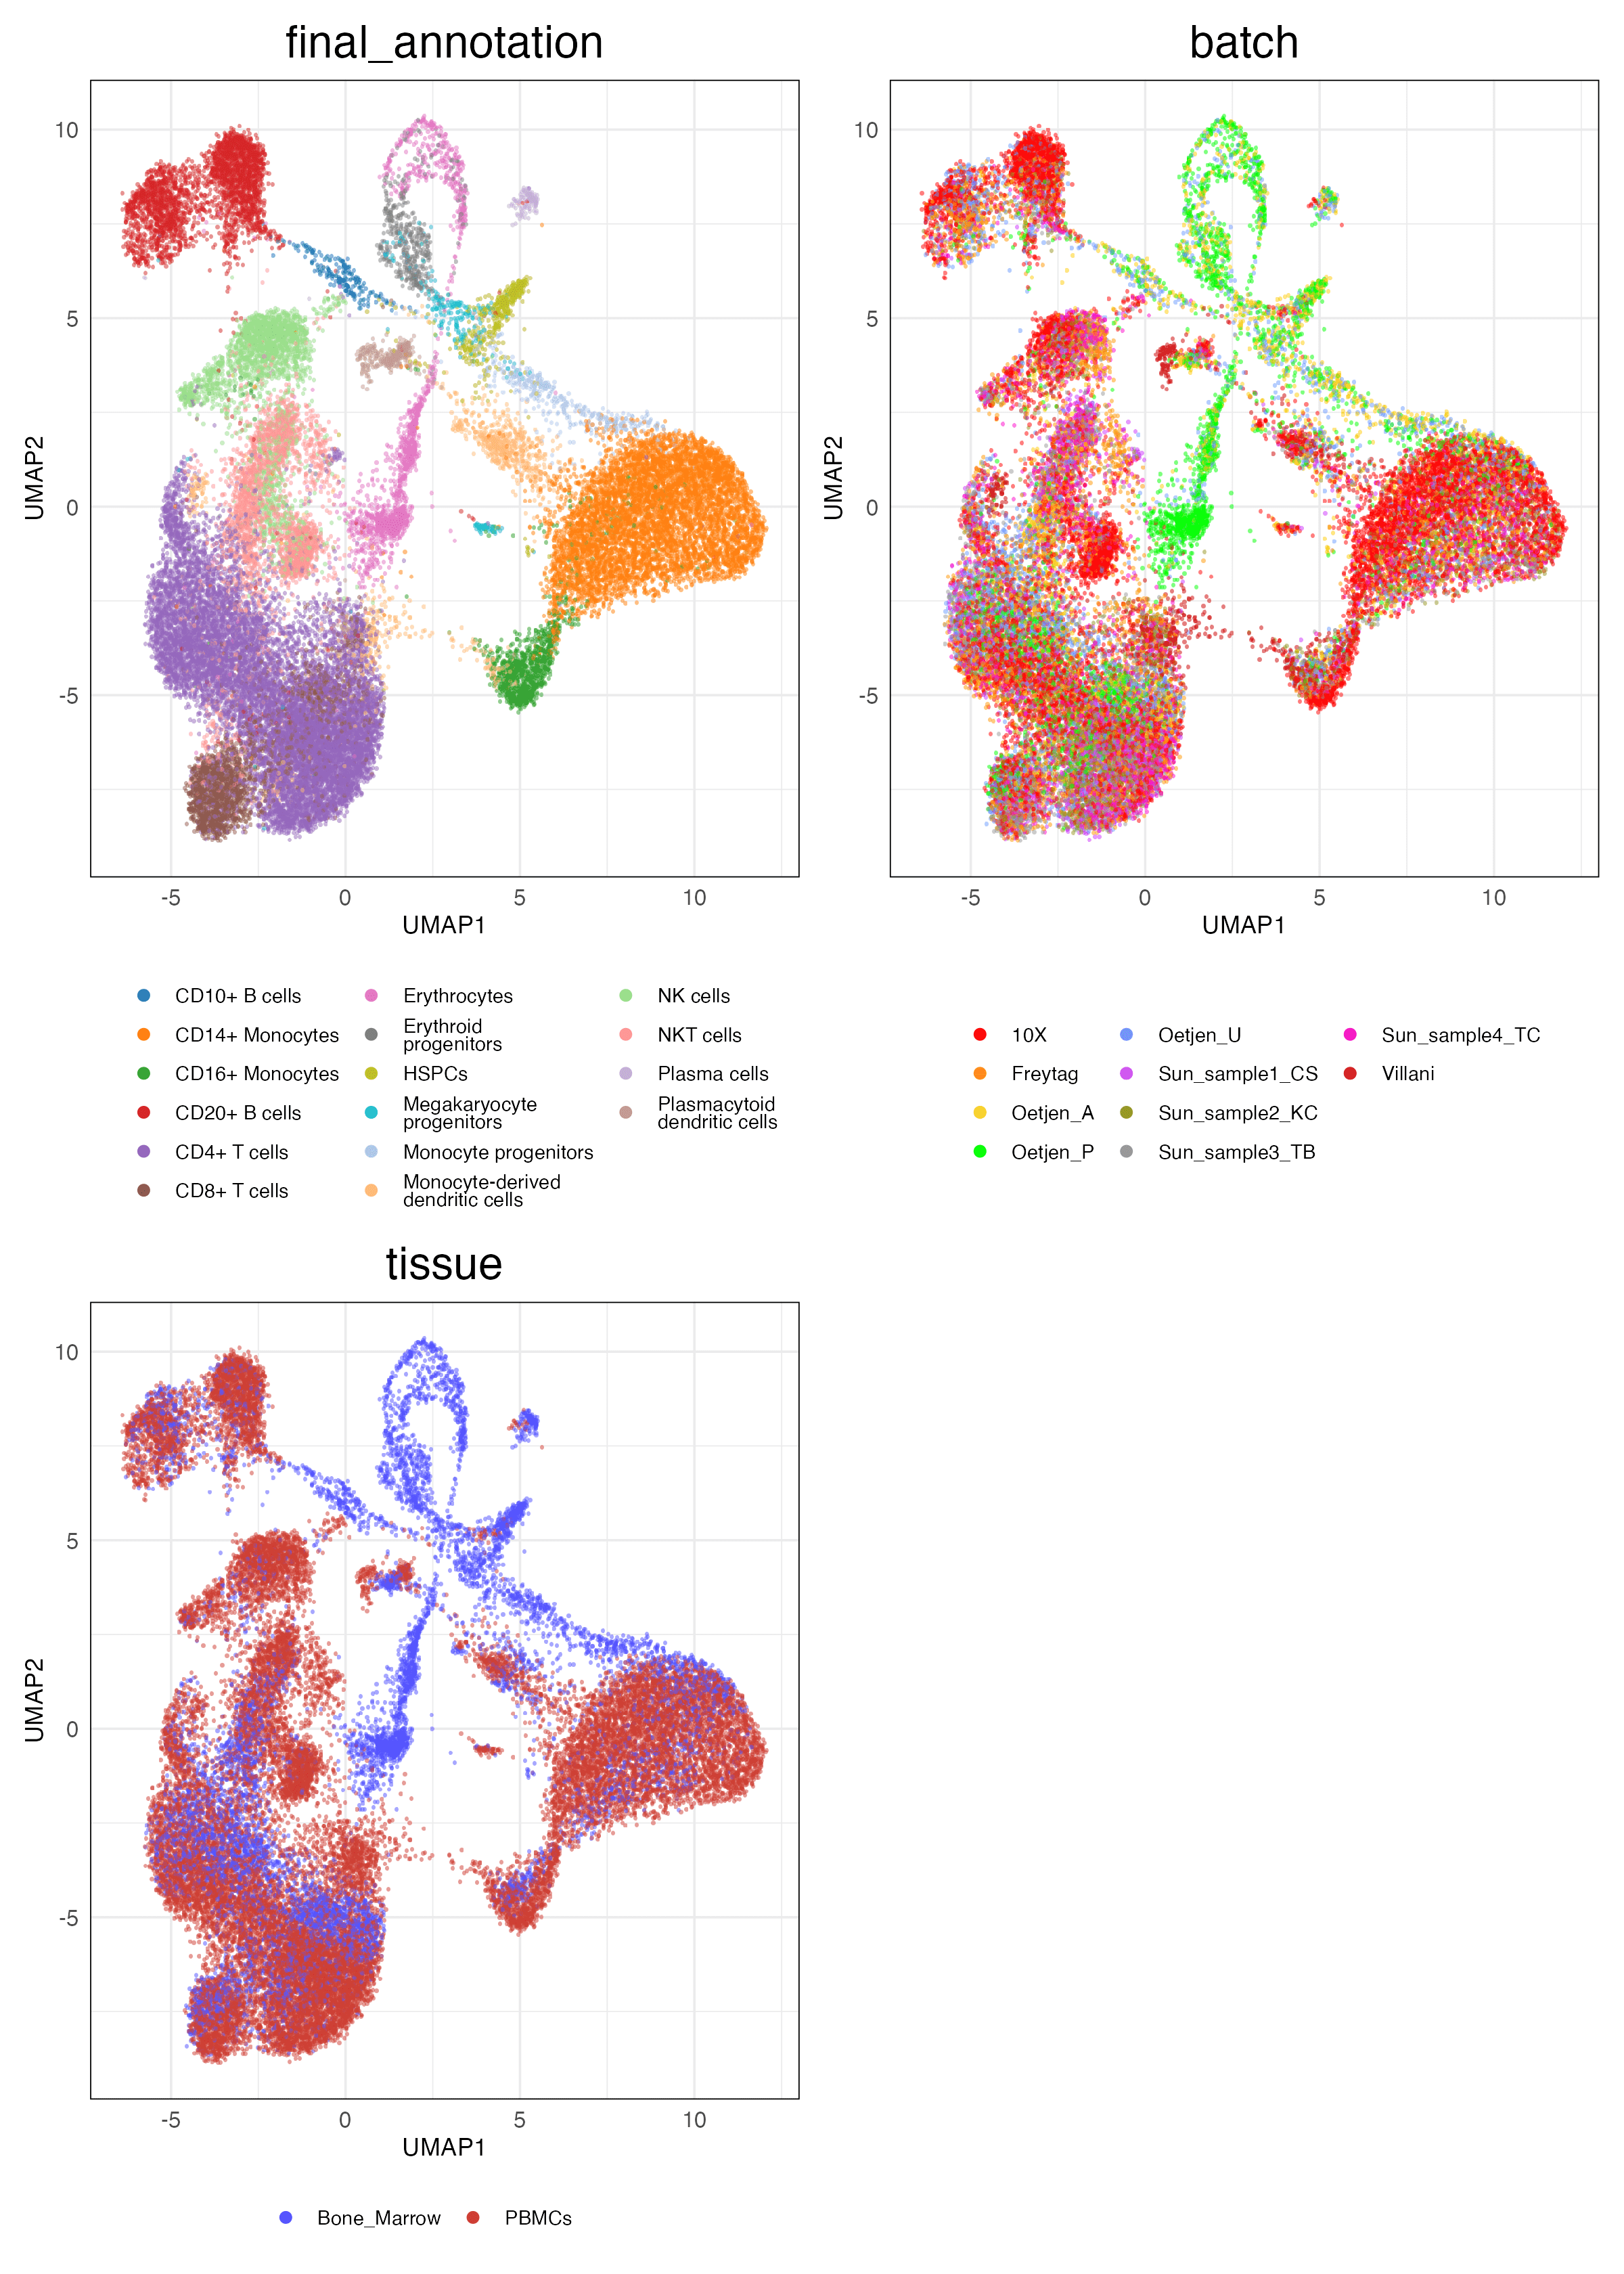 final_annotation
10
5
0
-5
UMAP2
-5 0 5 10
UMAP1
CD10+ B cells
CD14+ Monocytes
CD16+ Monocytes
CD20+ B cells
CD4+ T cells
CD8+ T cells
Erythrocytes
Erythroid
progenitors
HSPCs
Megakaryocyte
progenitors
Monocyte progenitors
Monocyte-derived
dendritic cells
NK cells
NKT cells
Plasma cells
Plasmacytoid
dendritic cells
batch
10
5
0
-5
UMAP2
-5 0 5 10
UMAP1
10X
Freytag
Oetjen_A
Oetjen_P
Oetjen_U
Sun_sample1_CS
Sun_sample2_KC
Sun_sample3_TB
Sun_sample4_TC
Villani
tissue
10
5
0
-5
UMAP2
-5 0 5 10
UMAP1
Bone_Marrow
PBMCs